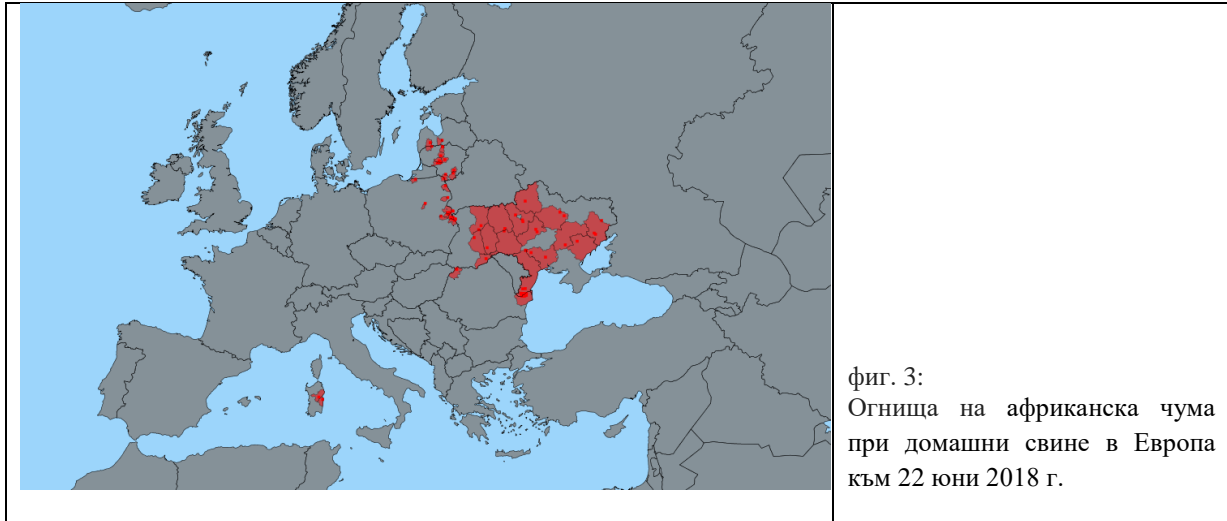 фиг. 3:
Огнища на африканска чума
при домашни свине в Европа
към 22 юни 2018 г.